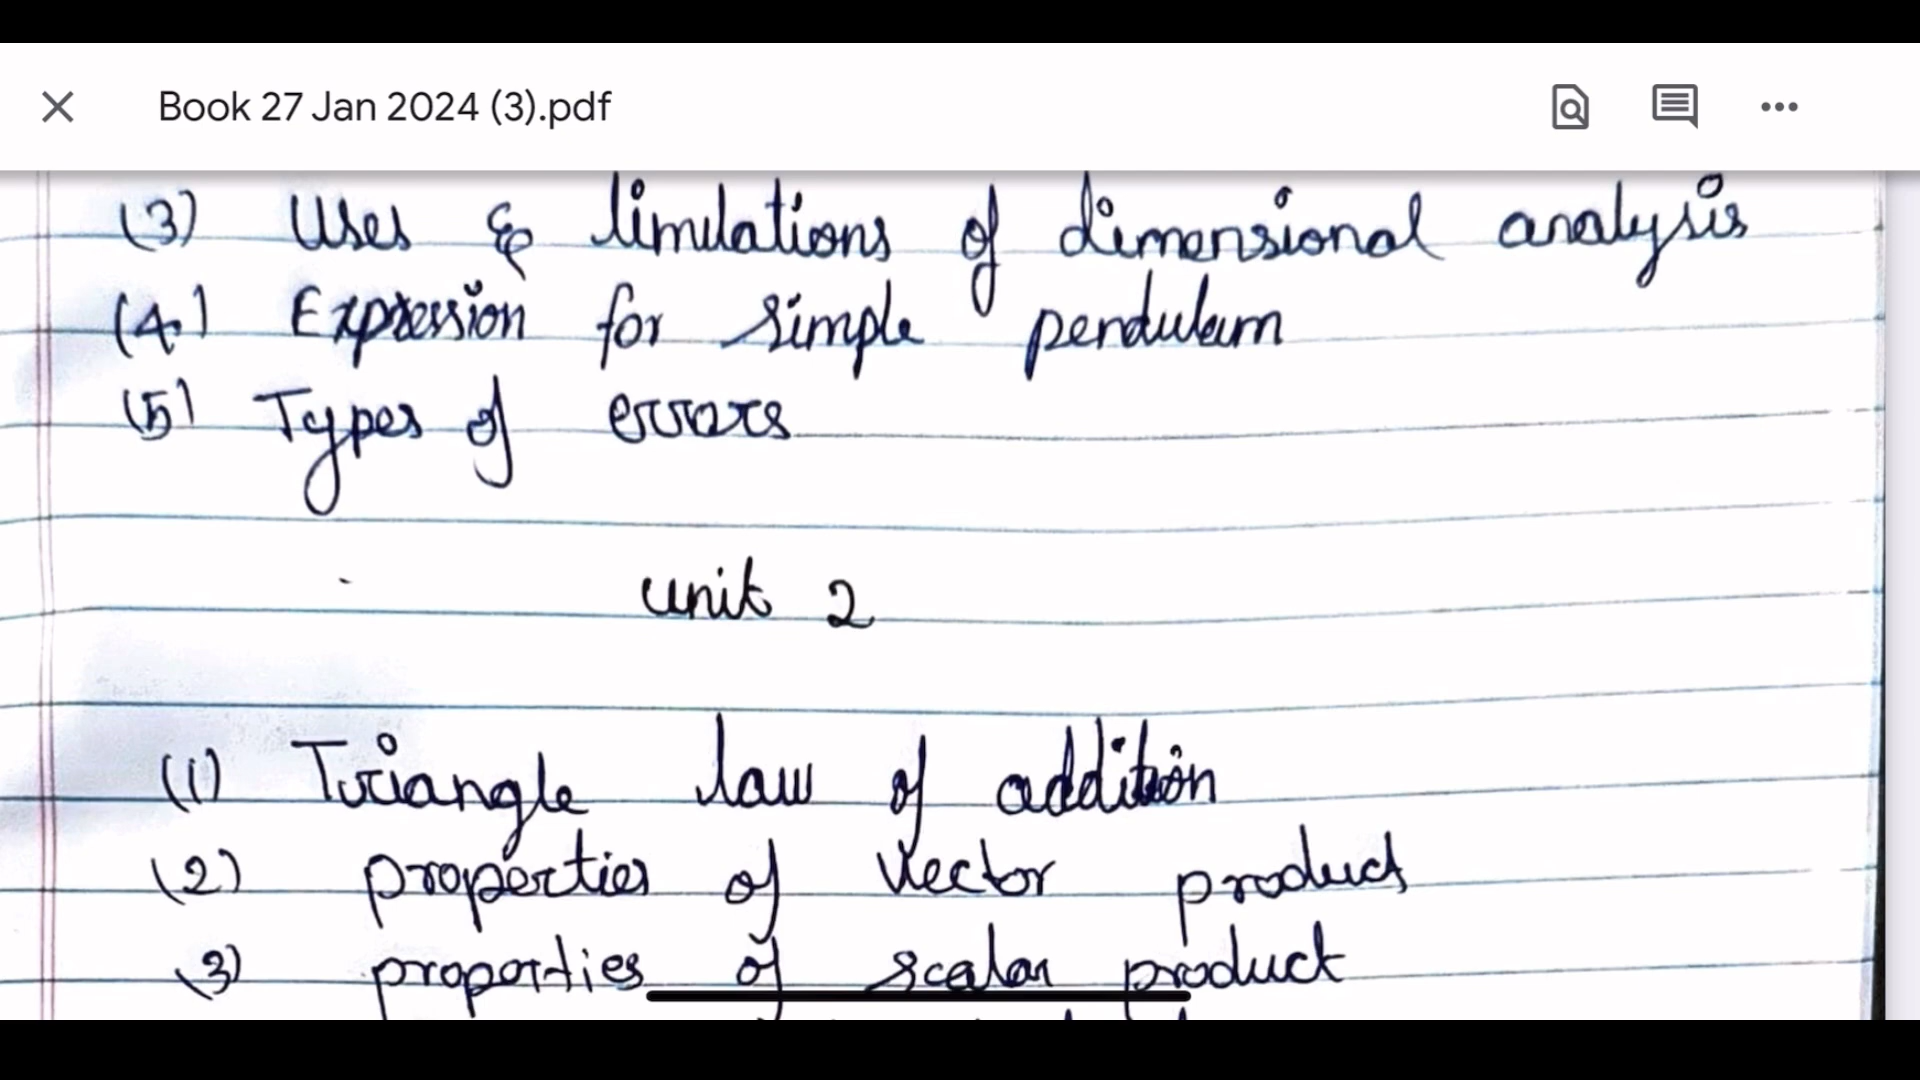 Book 27 Jan 2024 (3).pdf
(3) Uses & limitations of dimensional analysis
(4) Expression for simple pendulum
(5) Types of errors
unit 2
(1) Triangle law of addition
(2) properties of Vector product
(3) properties of scalar product